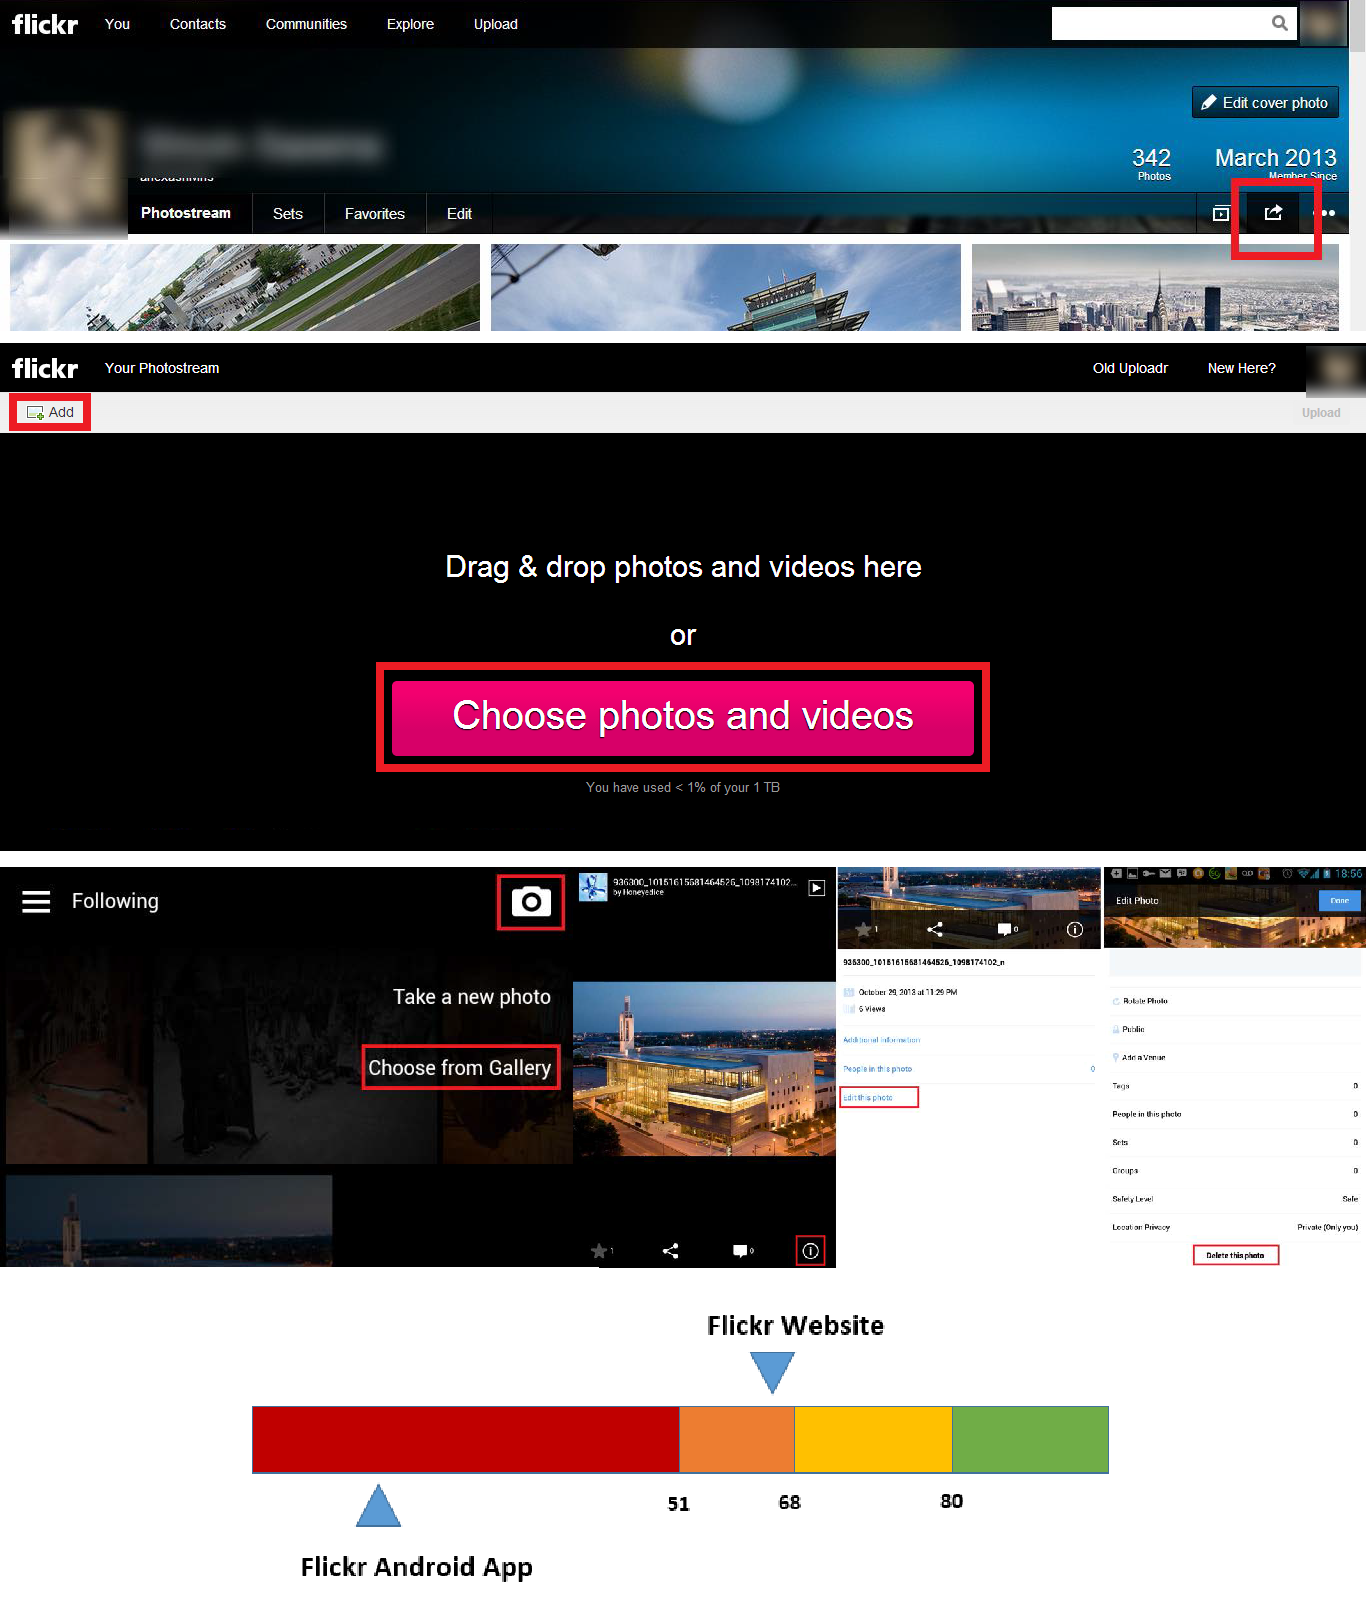 flickr You Contacts Communities Explore Upload
Edit cover photo
342 March 2013
Photos Member Since
Photostream Sets Favorites Edit
flickr Your Photostream Old Uploadr New Here?
Add Upload
Drag & drop photos and videos here
or
Choose photos and videos
You have used < 1% of your 1 TB
Following
Take a new photo
Choose from Gallery
936300_10151615681464526_1098174102...
by Honeyedice
1 0
1 0
936300_10151615681464526_1098174102_n
October 29, 2013 at 11:29 PM
6 Views
Additional information
People in this photo 0
Edit this photo
18:56
Edit Photo Done
Rotate Photo
Public
Add a Venue
Tags 0
People in this photo 0
Sets 0
Groups 0
Safety Level Safe
Location Privacy Private (Only you)
Delete this photo
Flickr Website
51 68 80
Flickr Android App